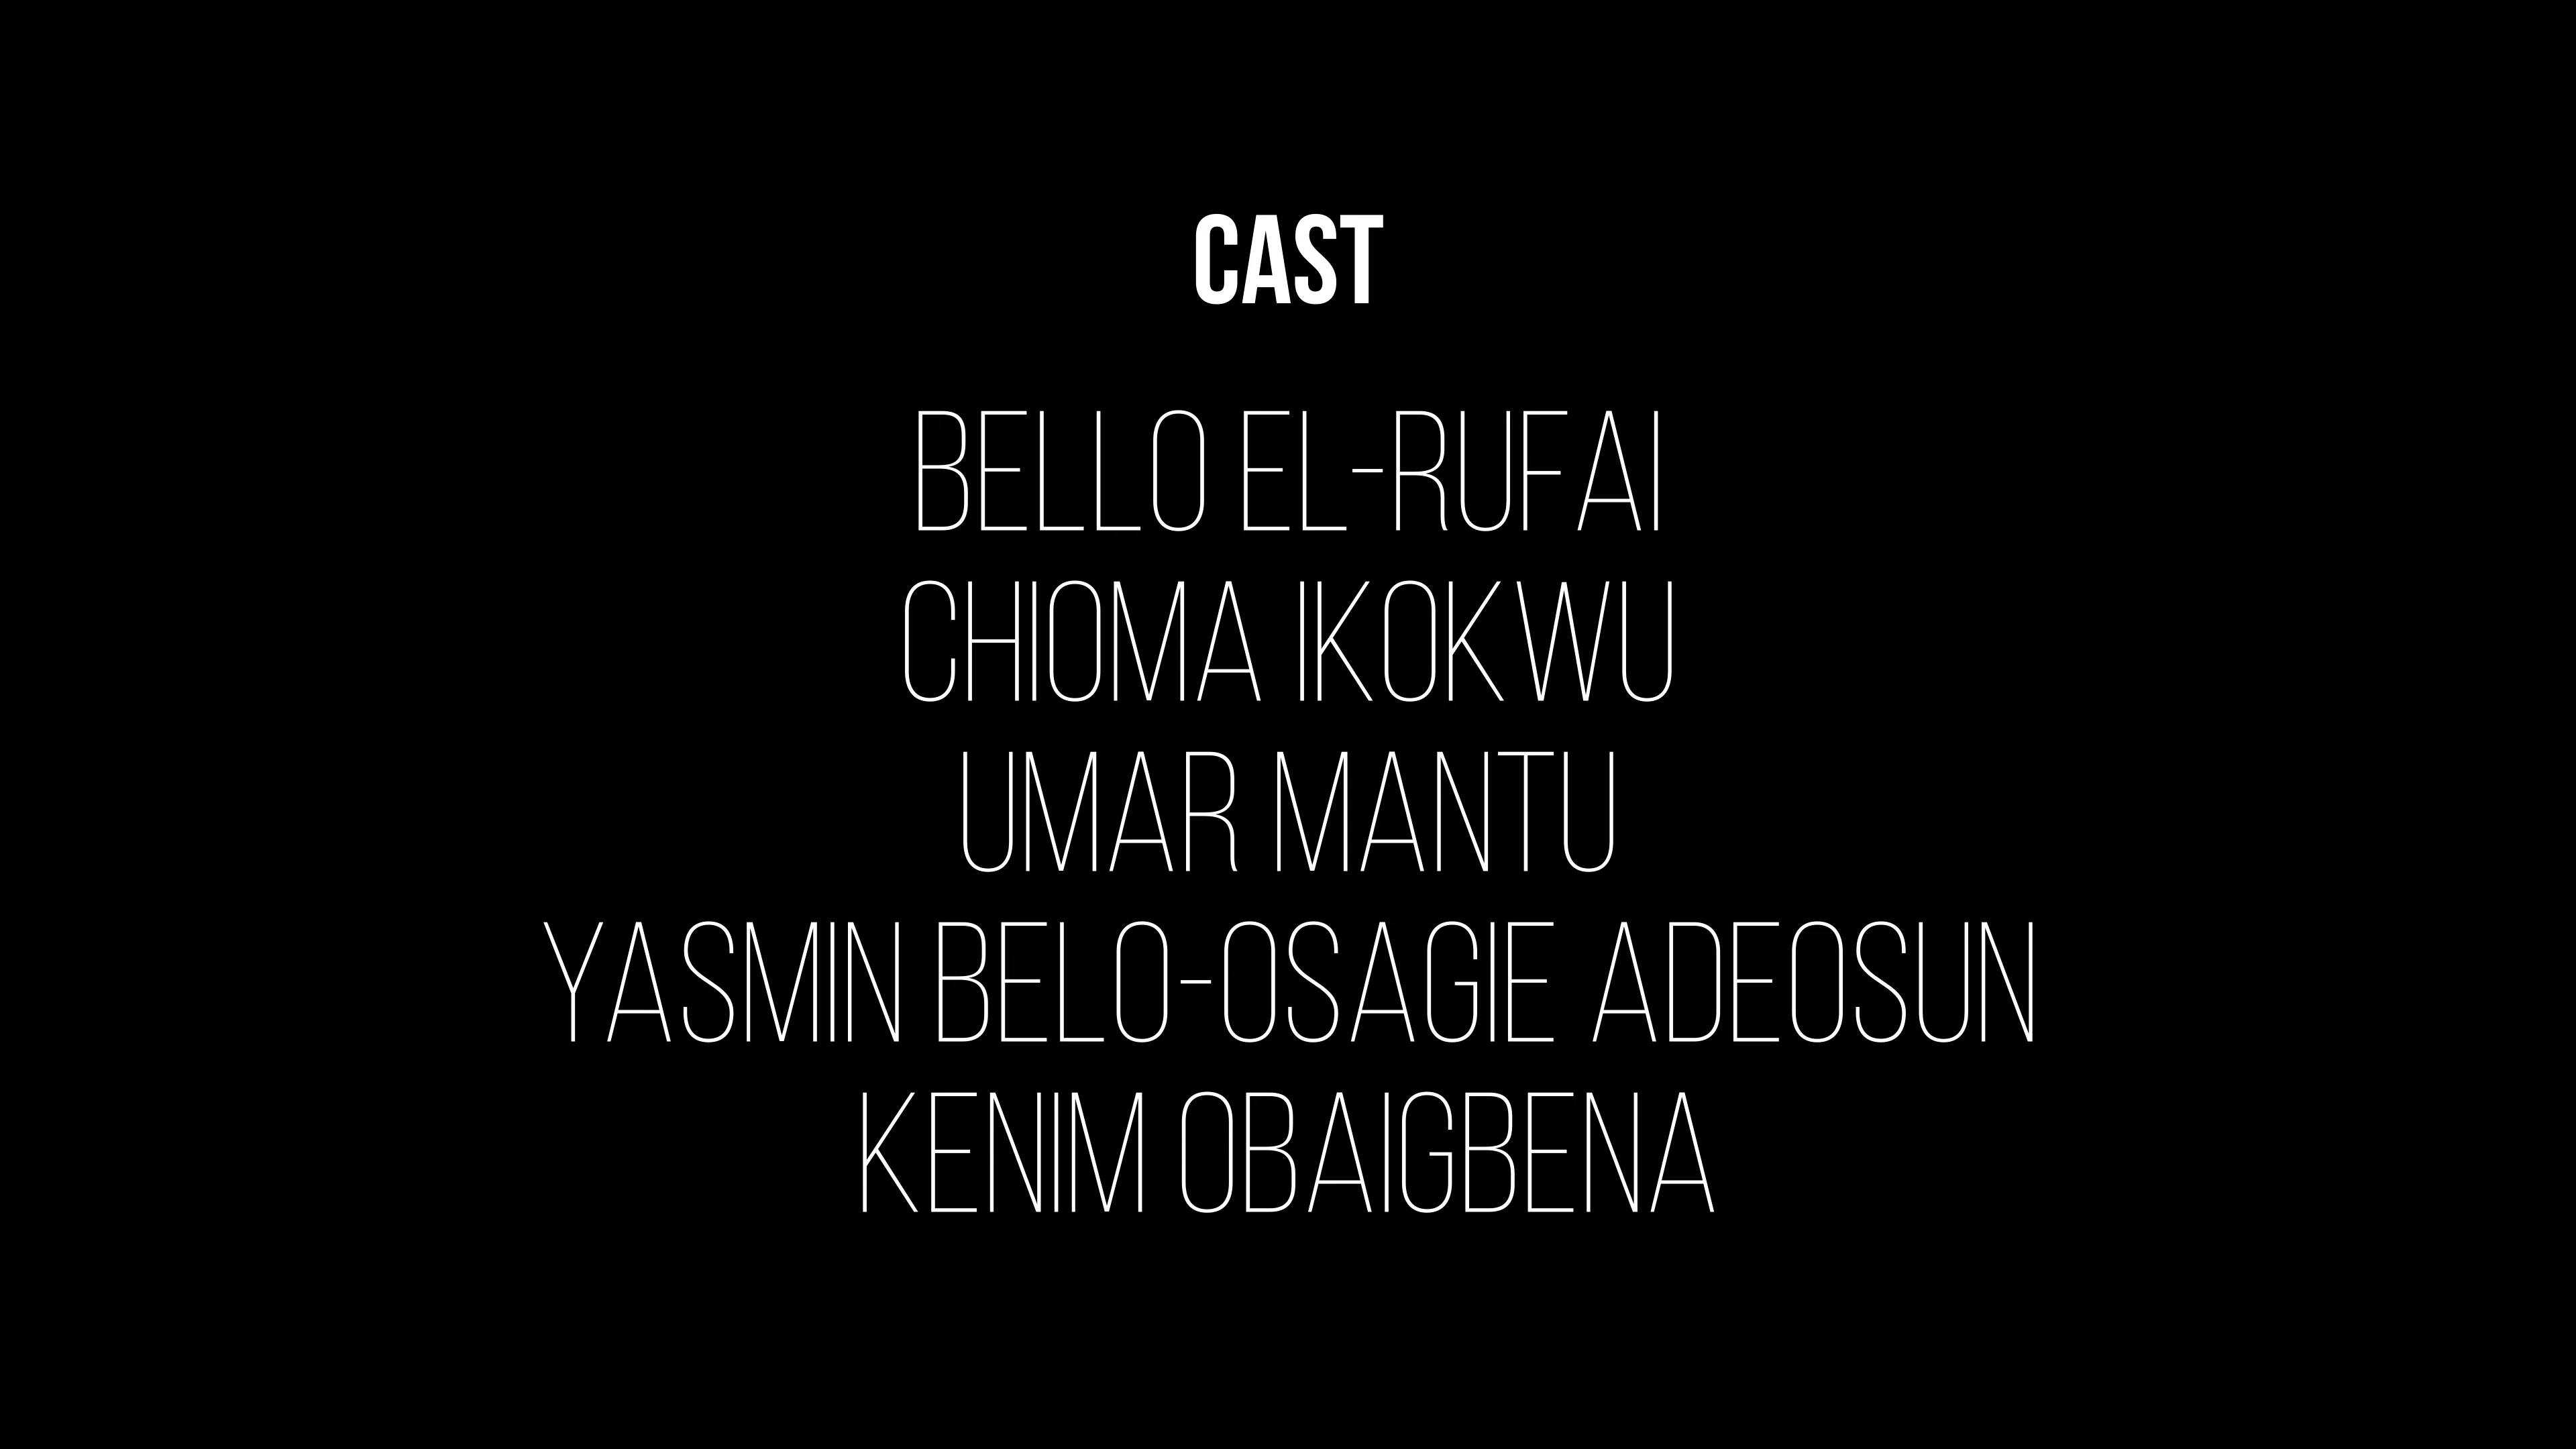 CAST
BELLO EL-RUFAI
CHIOMA IKOKWU
UMAR MANTU
YASMIN BELO-OSAGIE ADEOSUN
KENIM OBAIGBENA